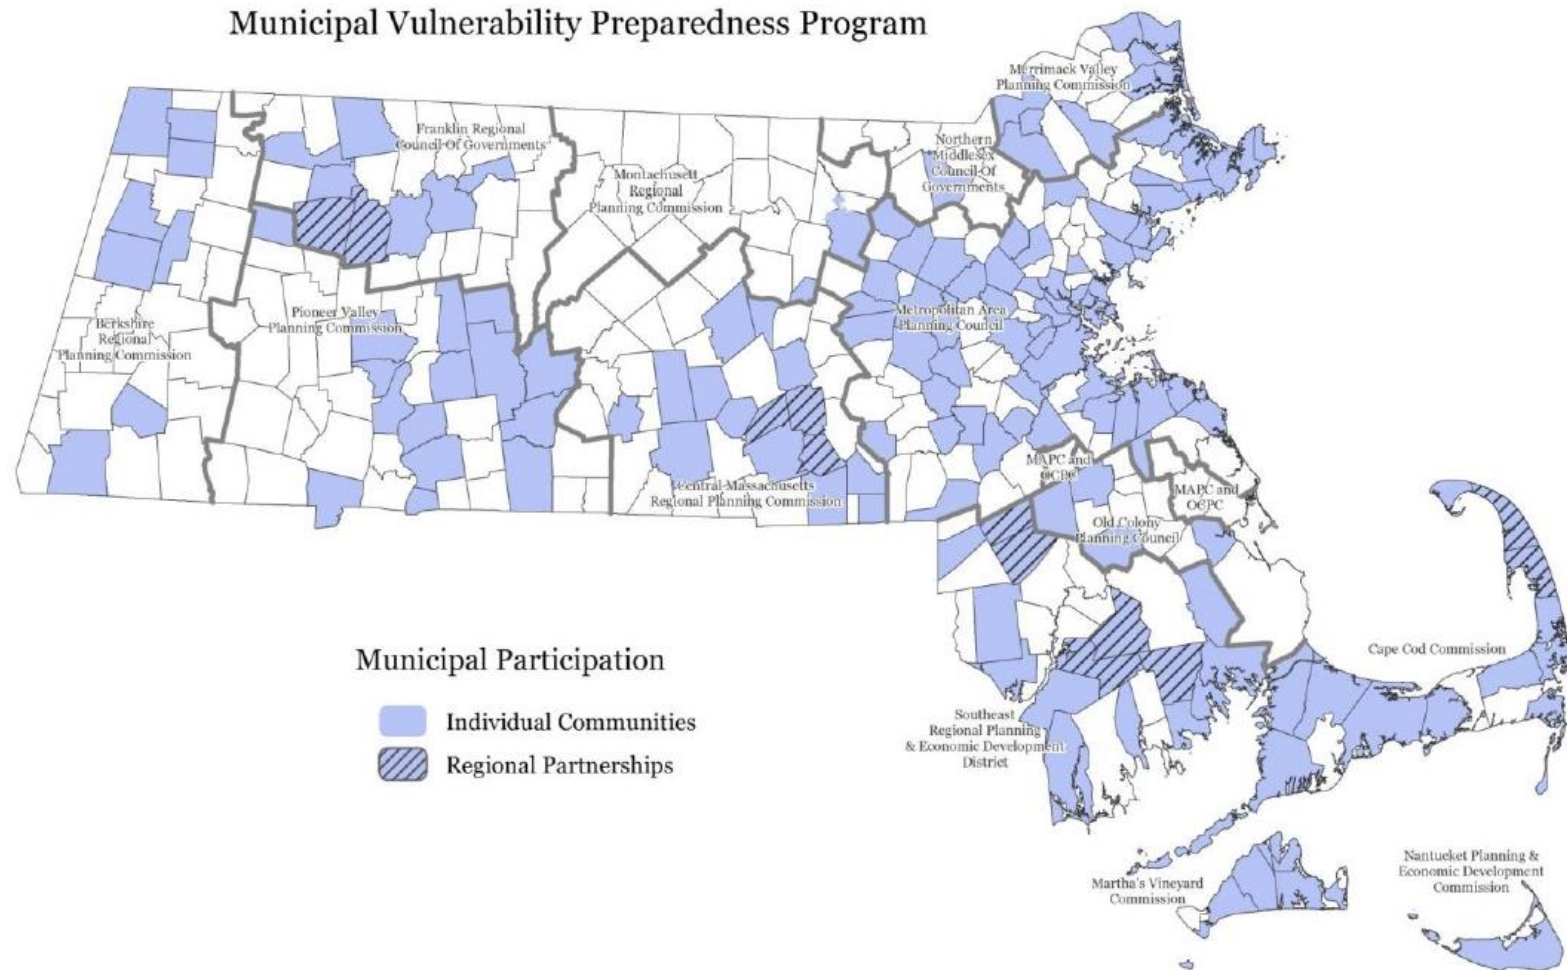 Municipal Vulnerability Preparedness Program
Merrimack Valley
Planning Commission
Franklin Regional
Council Of Governments
Northern
Middlesex
Council Of
Governments
Montachusett
Regional
Planning Commission
Berkshire
Regional
Planning Commission
Pioneer Valley
Planning Commission
Metropolitan Area
Planning Council
MAPC and
OCPC
Central Massachusetts
Regional Planning Commission
MAPC and
OCPC
Old Colony
Planning Council
Cape Cod Commission
Municipal Participation
Individual Communities
Regional Partnerships
Southeast
Regional Planning
& Economic Development
District
Martha's Vineyard
Commission
Nantucket Planning &
Economic Development
Commission